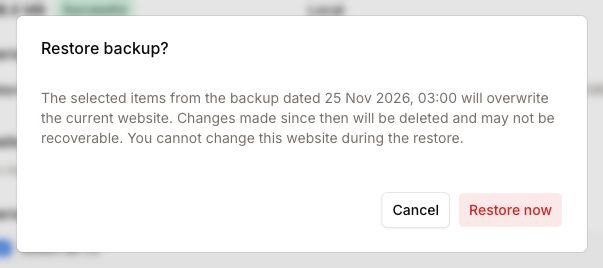 Restore backup?
The selected items from the backup dated 25 Nov 2026, 03:00 will overwrite
the current website. Changes made since then will be deleted and may not be
recoverable. You cannot change this website during the restore.
Cancel
Restore now